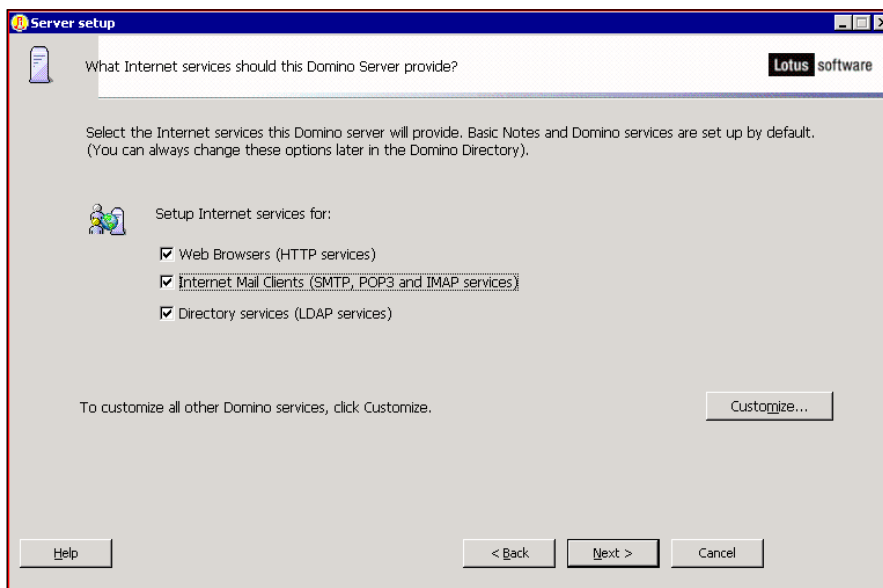 Server setup
What Internet services should this Domino Server provide?
Lotus software
Select the Internet services this Domino server will provide. Basic Notes and Domino services are set up by default.
(You can always change these options later in the Domino Directory).
Setup Internet services for:
Web Browsers (HTTP services)
Internet Mail Clients (SMTP, POP3 and IMAP services)
Directory services (LDAP services)
To customize all other Domino services, click Customize.
Customize...
Help
< Back
Next >
Cancel